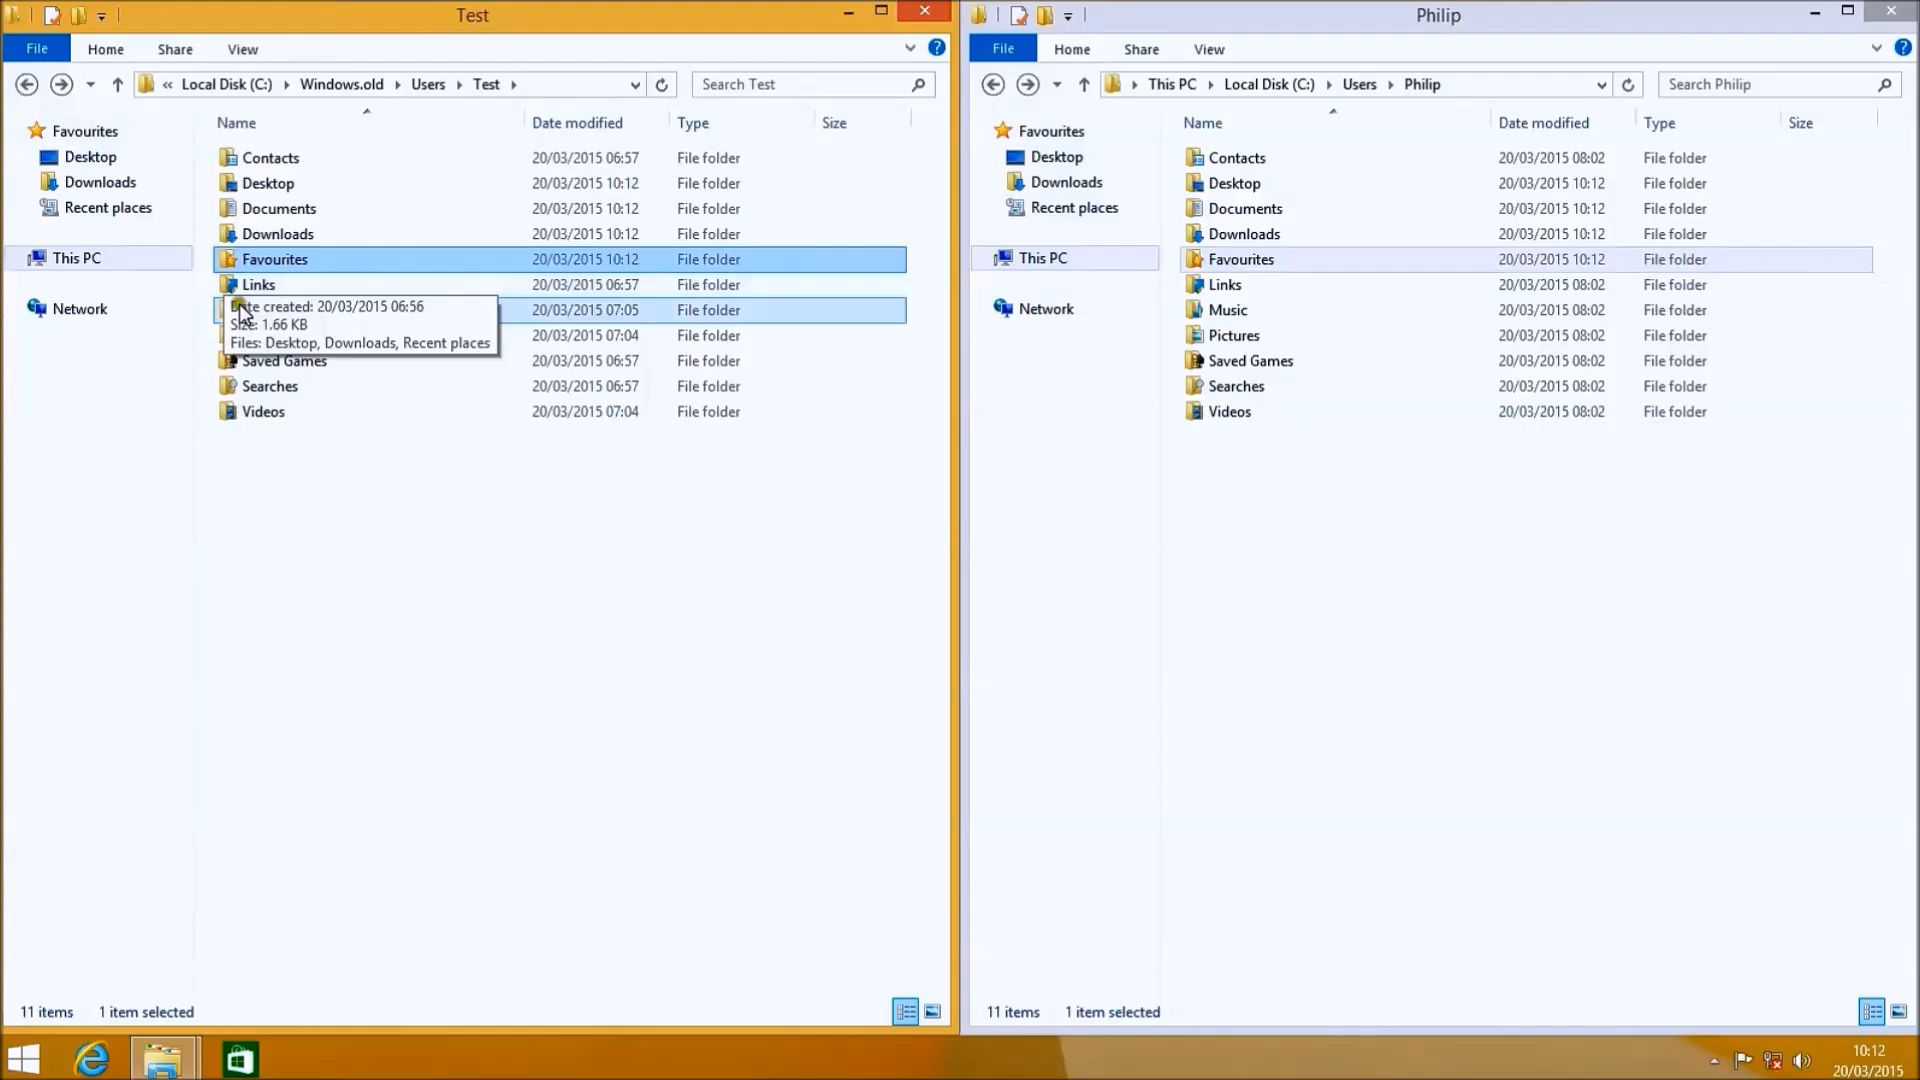 Test
File Home Share View
« Local Disk (C:) Windows.old Users Test Search Test
Name Date modified Type Size
Favourites
Desktop
Downloads
Recent places
This PC
Network
Contacts 20/03/2015 06:57 File folder
Desktop 20/03/2015 10:12 File folder
Documents 20/03/2015 10:12 File folder
Downloads 20/03/2015 10:12 File folder
Favourites 20/03/2015 10:12 File folder
Links 20/03/2015 06:57 File folder
20/03/2015 07:05 File folder
20/03/2015 07:04 File folder
Saved Games 20/03/2015 06:57 File folder
Searches 20/03/2015 06:57 File folder
Videos 20/03/2015 07:04 File folder
created: 20/03/2015 06:56
Size: 1.66 KB
Files: Desktop, Downloads, Recent places
11 items 1 item selected
Philip
File Home Share View
This PC Local Disk (C:) Users Philip Search Philip
Name Date modified Type Size
Favourites
Desktop
Downloads
Recent places
This PC
Network
Contacts 20/03/2015 08:02 File folder
Desktop 20/03/2015 10:12 File folder
Documents 20/03/2015 10:12 File folder
Downloads 20/03/2015 10:12 File folder
Favourites 20/03/2015 10:12 File folder
Links 20/03/2015 08:02 File folder
Music 20/03/2015 08:02 File folder
Pictures 20/03/2015 08:02 File folder
Saved Games 20/03/2015 08:02 File folder
Searches 20/03/2015 08:02 File folder
Videos 20/03/2015 08:02 File folder
11 items 1 item selected
10:12
20/03/2015